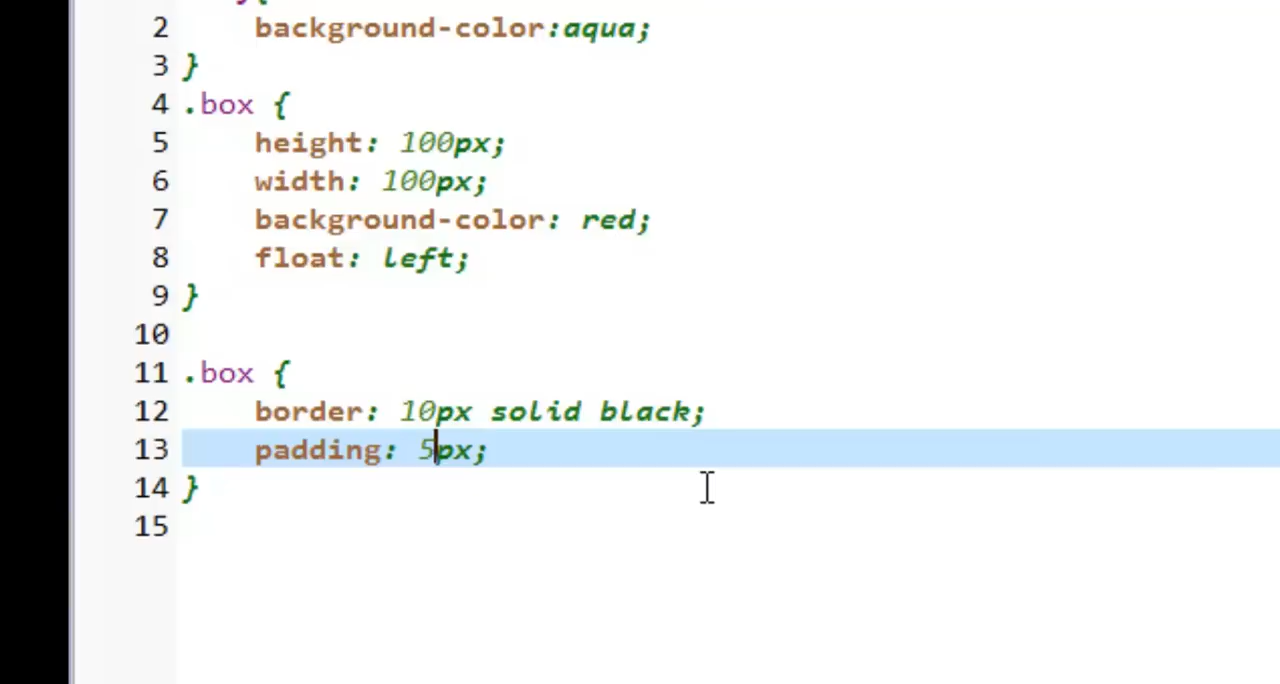 2 background-color:aqua;
3 }
4 .box {
5 height: 100px;
6 width: 100px;
7 background-color: red;
8 float: left;
9 }
10
11 .box {
12 border: 10px solid black;
13 padding: 5px;
14 }
15